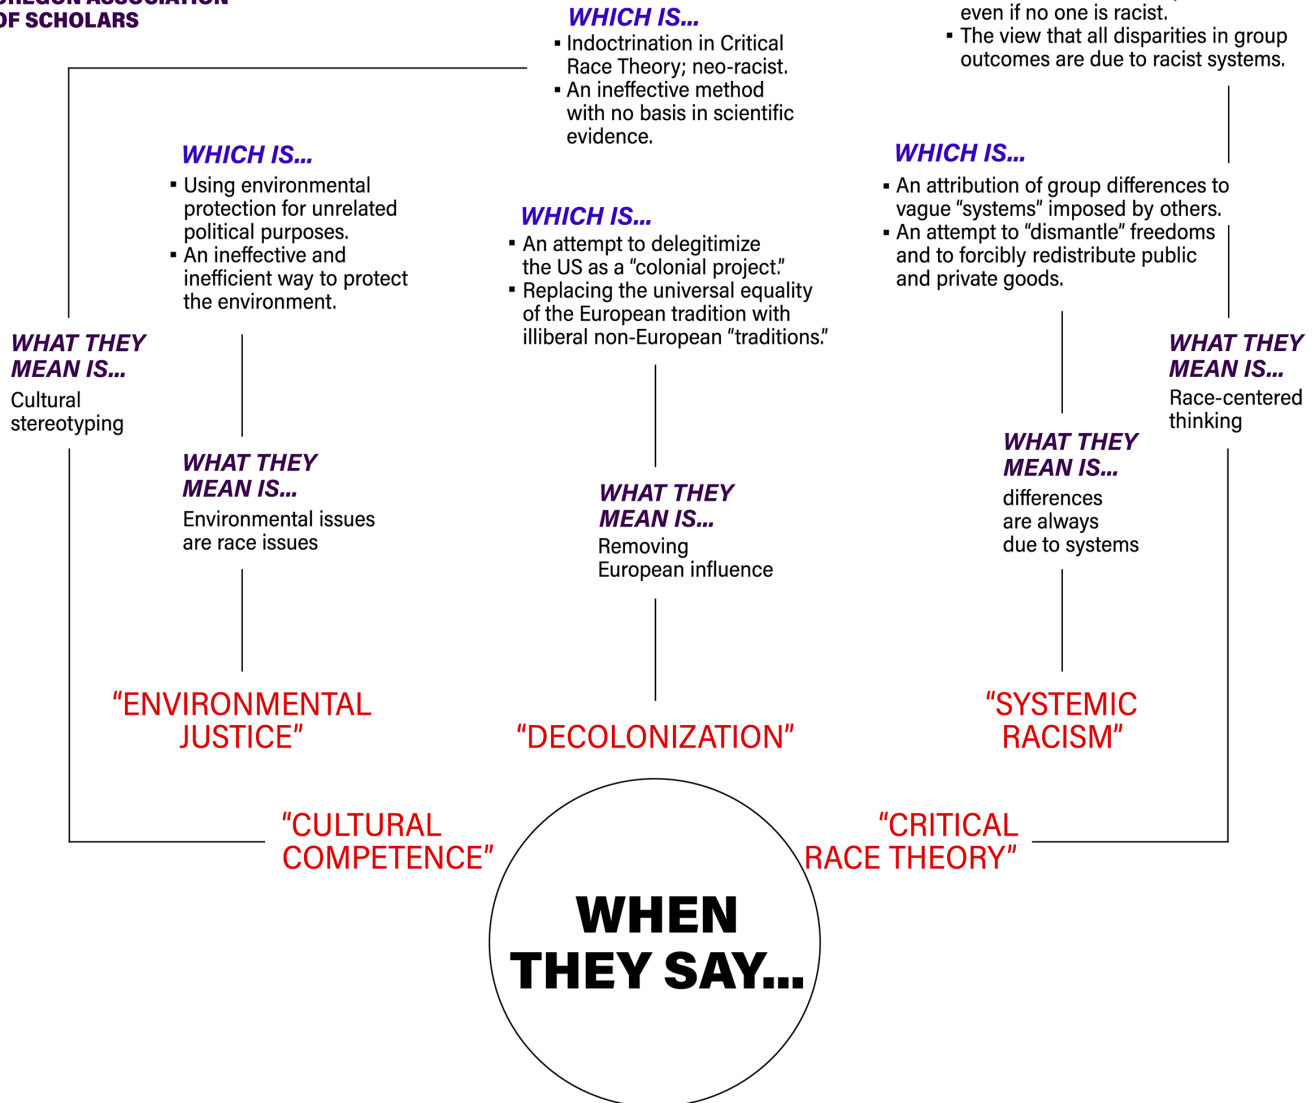 OREGON ASSOCIATION
OF SCHOLARS
WHICH IS...
▪ Indoctrination in Critical
Race Theory; neo-racist.
▪ An ineffective method
with no basis in scientific
evidence.
even if no one is racist.
▪ The view that all disparities in group
outcomes are due to racist systems.
WHICH IS...
▪ Using environmental
protection for unrelated
political purposes.
▪ An ineffective and
inefficient way to protect
the environment.
WHICH IS...
▪ An attempt to delegitimize
the US as a “colonial project.”
▪ Replacing the universal equality
of the European tradition with
illiberal non-European “traditions.”
WHICH IS...
▪ An attribution of group differences to
vague “systems” imposed by others.
▪ An attempt to “dismantle” freedoms
and to forcibly redistribute public
and private goods.
WHAT THEY
MEAN IS...
Cultural
stereotyping
WHAT THEY
MEAN IS...
Environmental issues
are race issues
WHAT THEY
MEAN IS...
Removing
European influence
WHAT THEY
MEAN IS...
differences
are always
due to systems
WHAT THEY
MEAN IS...
Race-centered
thinking
“ENVIRONMENTAL
JUSTICE”
“DECOLONIZATION”
“SYSTEMIC
RACISM”
“CULTURAL
COMPETENCE”
“CRITICAL
RACE THEORY”
WHEN
THEY SAY...